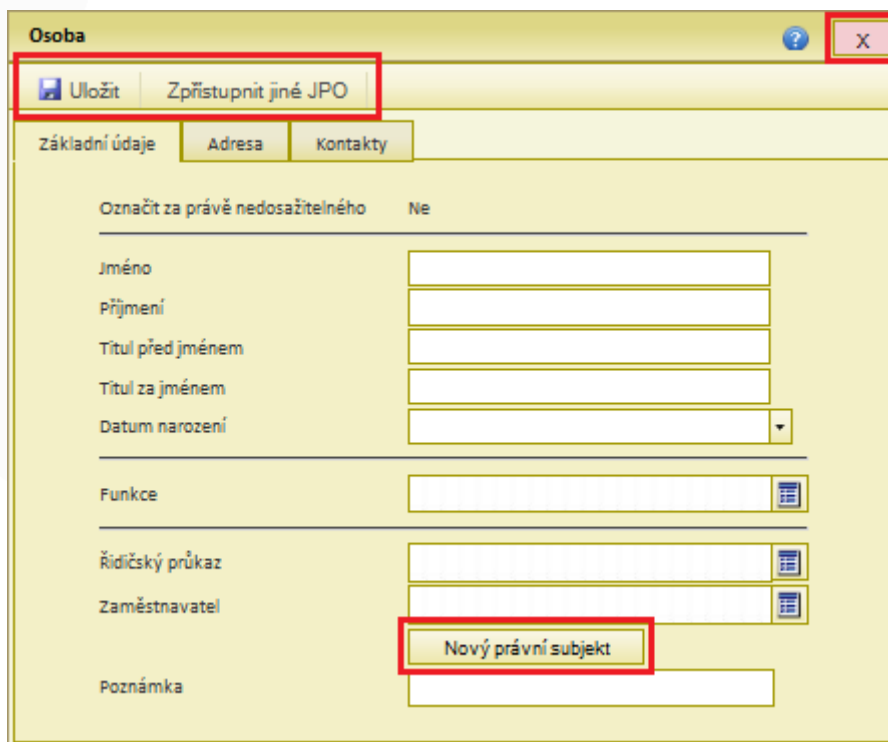 Osoba ? X
Uložit Zpřístupnit jiné JPO
Základní údaje Adresa Kontakty
Označit za právě nedosažitelného Ne
Jméno
Příjmení
Titul před jménem
Titul za jménem
Datum narození
Funkce
Řidičský průkaz
Zaměstnavatel
Nový právní subjekt
Poznámka